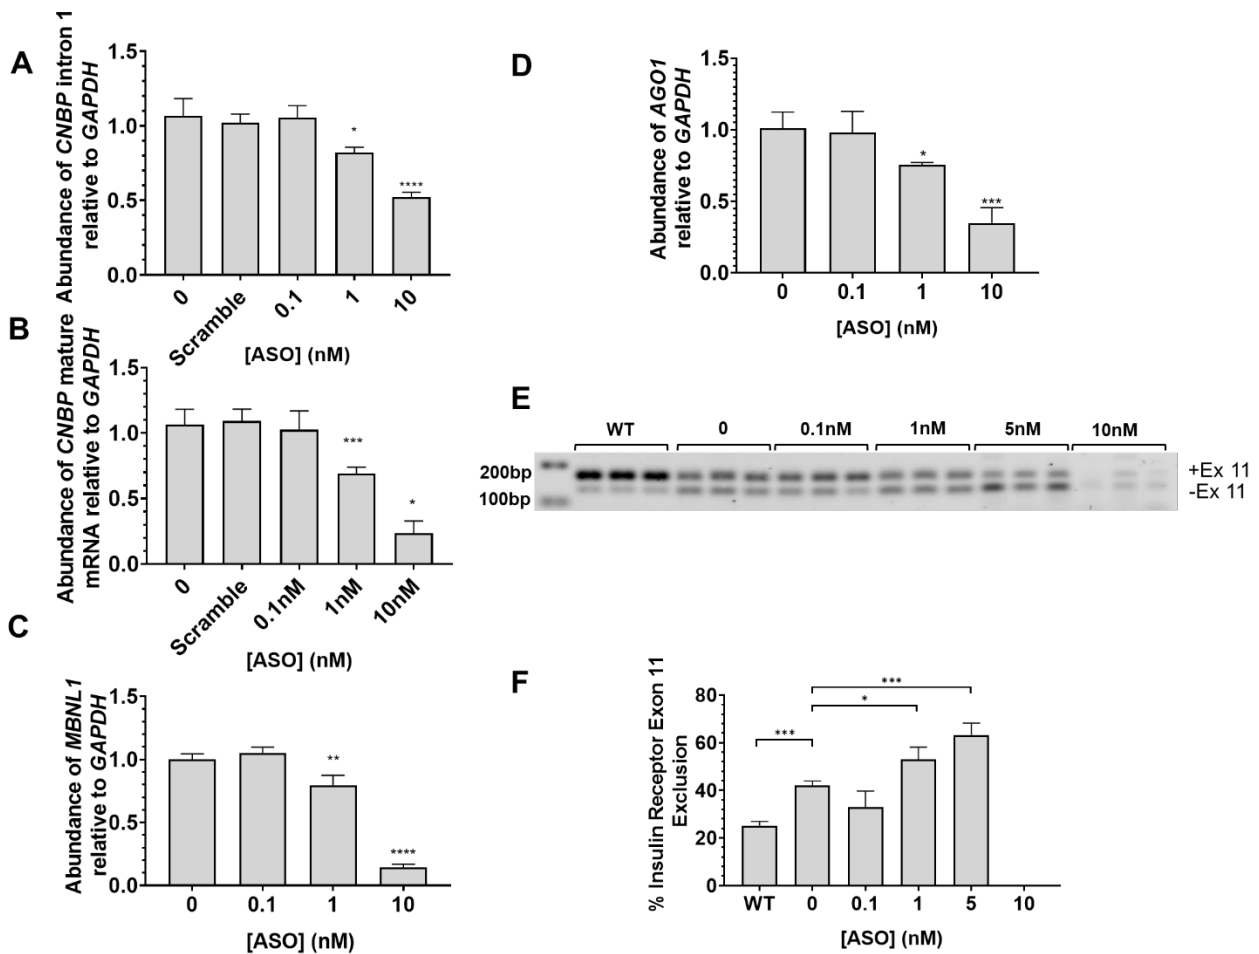 A
Abundance of CNBP intron 1
relative to GAPDH
1.5
1.0
0.5
0.0
*
****
0
Scramble
0.1
1
10
[ASO] (nM)
B
Abundance of CNBP mature
mRNA relative to GAPDH
1.5
1.0
0.5
0.0
***
*
0
Scramble
0.1nM
1nM
10nM
[ASO] (nM)
C
Abundance of MBNL1
relative to GAPDH
1.5
1.0
0.5
0.0
**
****
0
0.1
1
10
[ASO] (nM)
D
Abundance of AGO1
relative to GAPDH
1.5
1.0
0.5
0.0
*
***
0
0.1
1
10
[ASO] (nM)
E
WT
0
0.1nM
1nM
5nM
10nM
200bp
100bp
+Ex 11
-Ex 11
F
% Insulin Receptor Exon 11
Exclusion
80
60
40
20
0
***
*
***
WT
0
0.1
1
5
10
[ASO] (nM)